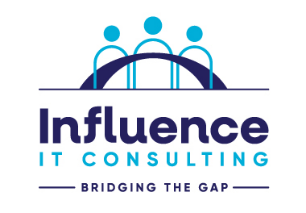 Influence
IT CONSULTING
BRIDGING THE GAP